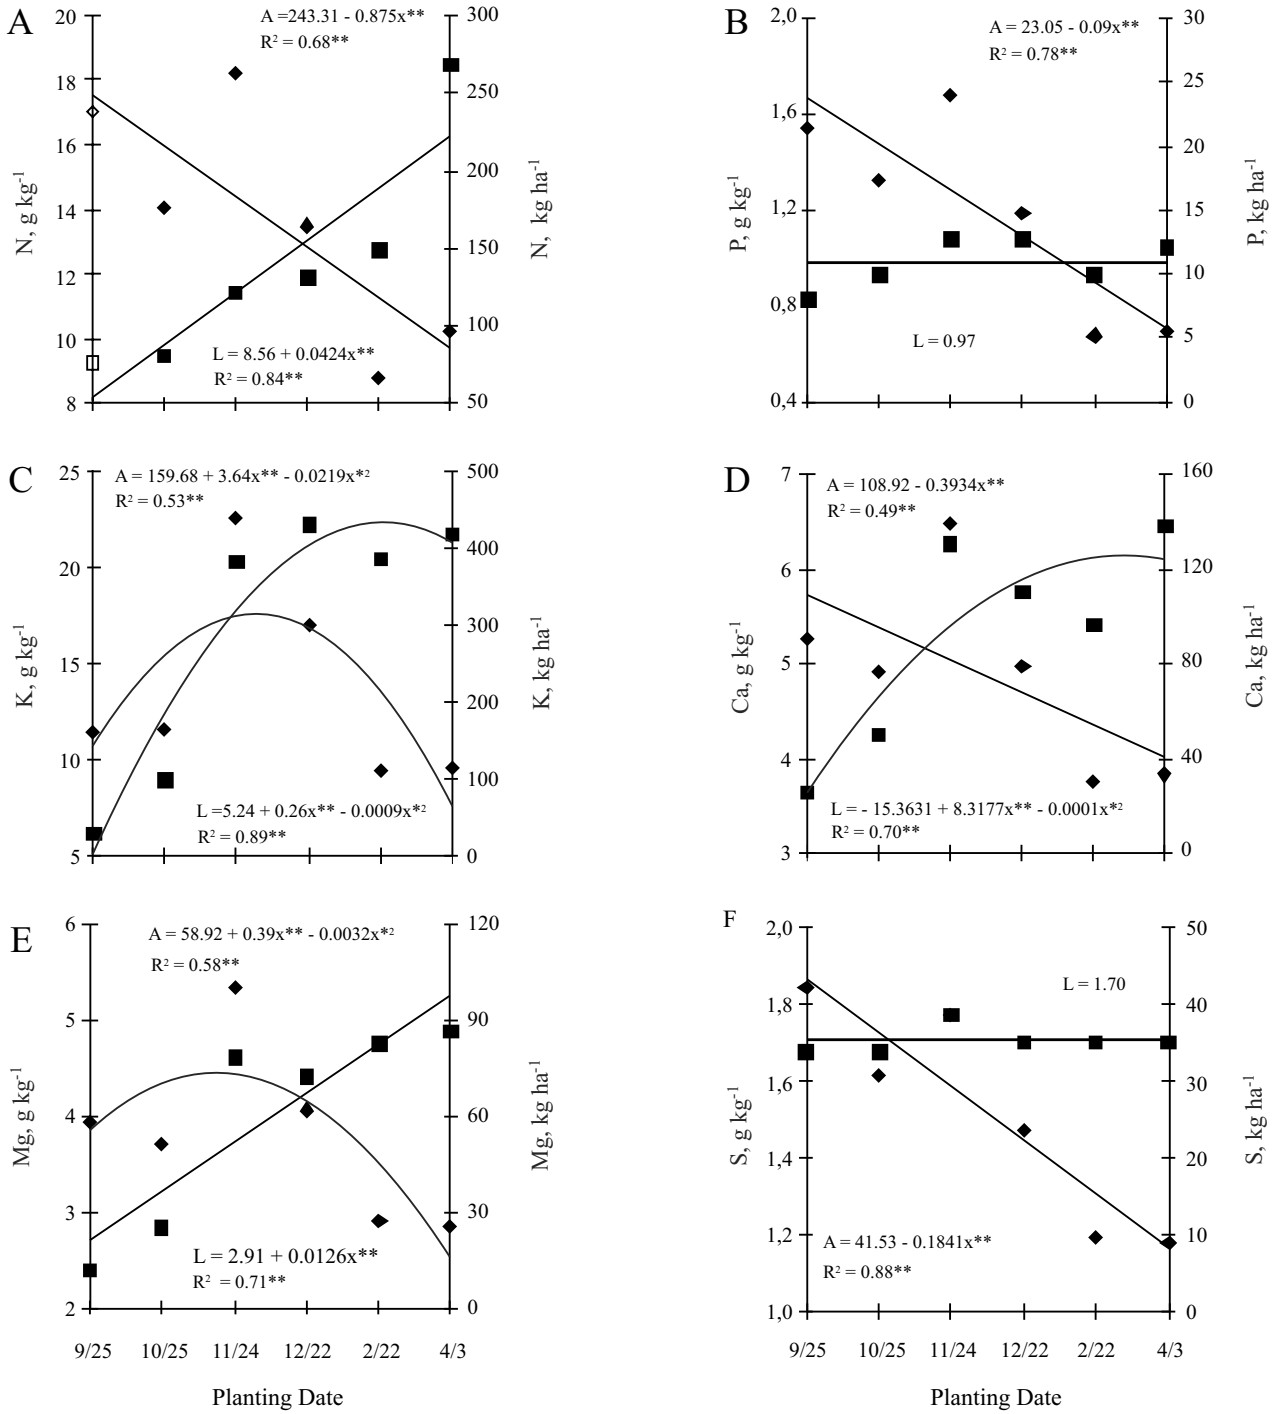 A
20
18
16
14
12
10
8
N, g kg⁻¹
A =243.31 - 0.875x**
R² = 0.68**
L = 8.56 + 0.0424x**
R² = 0.84**
300
250
200
150
100
50
N, kg ha⁻¹
B
2,0
1,6
1,2
0,8
0,4
P, g kg⁻¹
A = 23.05 - 0.09x**
R² = 0.78**
L = 0.97
30
25
20
15
10
5
0
P, kg ha⁻¹
C
25
20
15
10
5
K, g kg⁻¹
A = 159.68 + 3.64x** - 0.0219x*²
R² = 0.53**
L =5.24 + 0.26x** - 0.0009x*²
R² = 0.89**
500
400
300
200
100
0
K, kg ha⁻¹
D
7
6
5
4
3
Ca, g kg⁻¹
A = 108.92 - 0.3934x**
R² = 0.49**
L = - 15.3631 + 8.3177x** - 0.0001x*²
R² = 0.70**
160
120
80
40
0
Ca, kg ha⁻¹
E
6
5
4
3
2
Mg, g kg⁻¹
A = 58.92 + 0.39x** - 0.0032x*²
R² = 0.58**
L = 2.91 + 0.0126x**
R² = 0.71**
120
90
60
30
0
Mg, kg ha⁻¹
9/25 10/25 11/24 12/22 2/22 4/3
Planting Date
F
2,0
1,8
1,6
1,4
1,2
1,0
S, g kg⁻¹
L = 1.70
A = 41.53 - 0.1841x**
R² = 0.88**
50
40
30
20
10
0
S, kg ha⁻¹
9/25 10/25 11/24 12/22 2/22 4/3
Planting Date